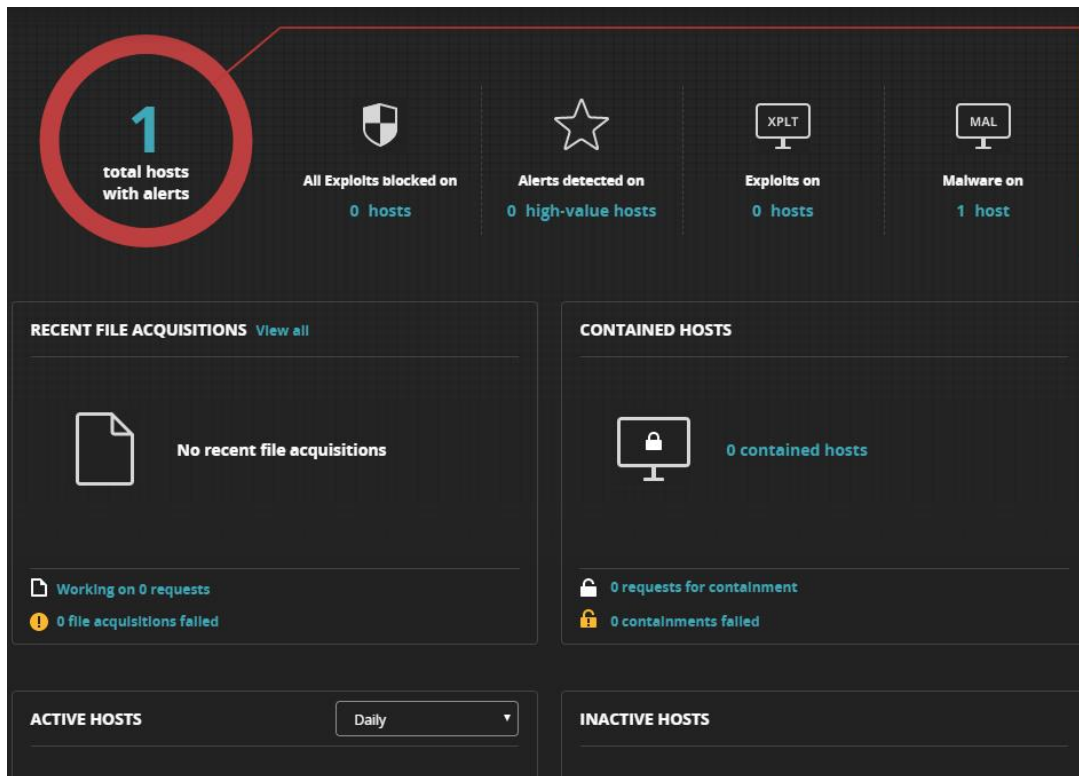 1
total hosts
with alerts
All Exploits blocked on
0 hosts
Alerts detected on
0 high-value hosts
XPLT
Exploits on
0 hosts
MAL
Malware on
1 host
RECENT FILE ACQUISITIONS View all
No recent file acquisitions
Working on 0 requests
0 file acquisitions failed
CONTAINED HOSTS
0 contained hosts
0 requests for containment
0 containments failed
ACTIVE HOSTS
Daily
INACTIVE HOSTS